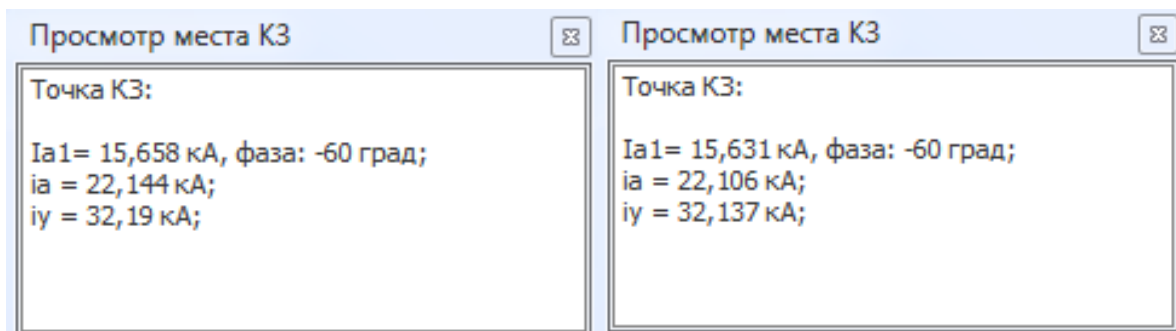 Просмотр места КЗ
Точка КЗ:
Ia1= 15,658 кА, фаза: -60 град;
ia = 22,144 кА;
iy = 32,19 кА;
Просмотр места КЗ
Точка КЗ:
Ia1= 15,631 кА, фаза: -60 град;
ia = 22,106 кА;
iy = 32,137 кА;